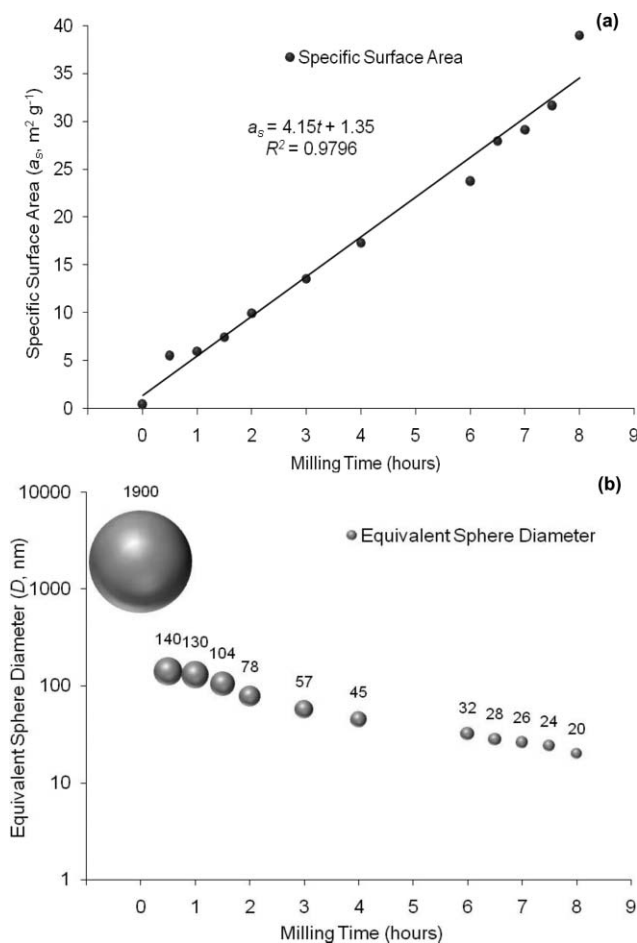 (a)
40
35
30
25
20
15
10
5
0
Specific Surface Area (aₛ, m² g⁻¹)
Specific Surface Area
aₛ = 4.15t + 1.35
R² = 0.9796
0 1 2 3 4 5 6 7 8 9
Milling Time (hours)
(b)
10000
1000
100
10
1
Equivalent Sphere Diameter (D, nm)
1900
Equivalent Sphere Diameter
140 130 104 78 57 45 32 28 26 24 20
0 1 2 3 4 5 6 7 8 9
Milling Time (hours)